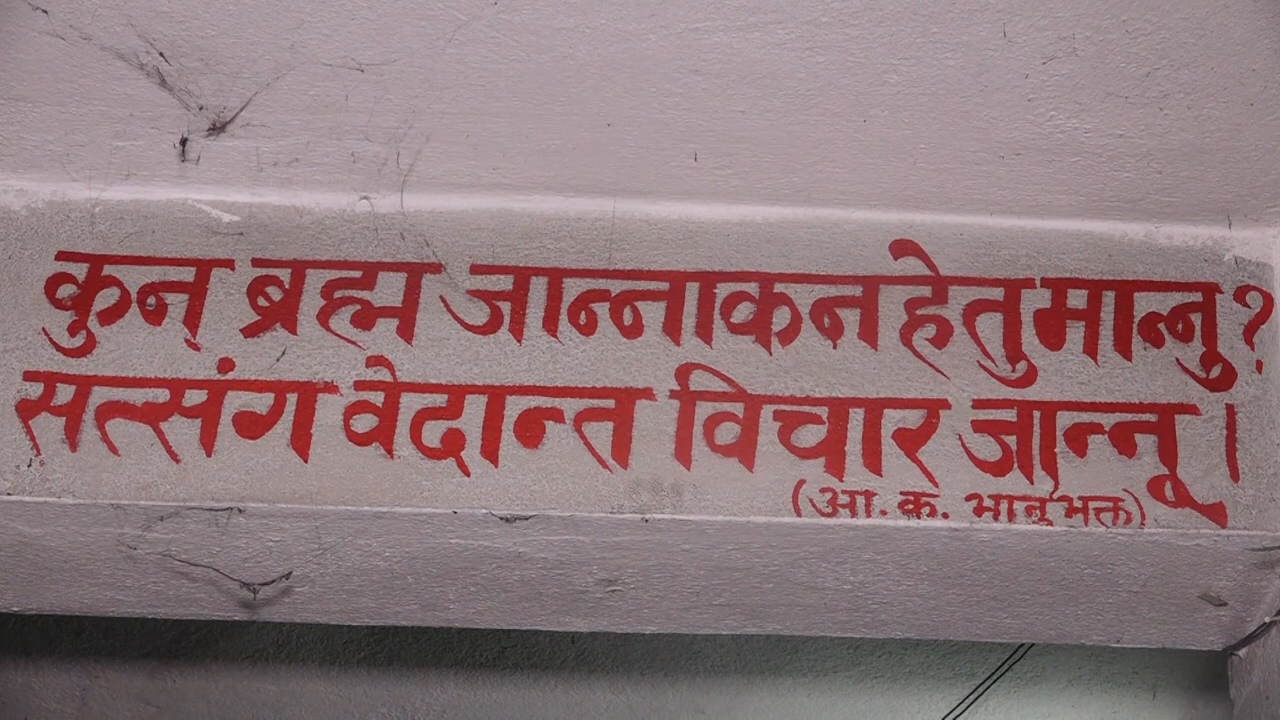 कुन् ब्रह्म जान्नाकन हेतु मान्नु?
सत्संग वेदान्त विचार जान्नू।
(आ. क. भानुभक्त)